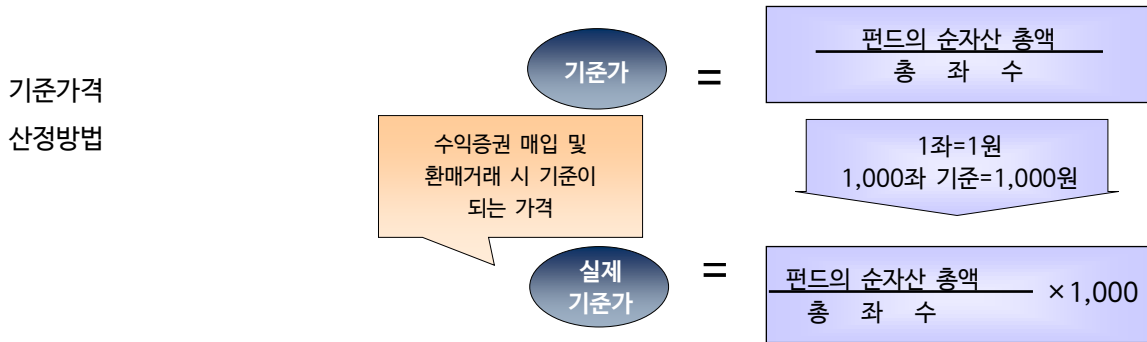 기준가격
산정방법
기준가
=
펀드의 순자산 총액
총 좌 수
수익증권 매입 및
환매거래 시 기준이
되는 가격
1좌=1원
1,000좌 기준=1,000원
실제
기준가
=
펀드의 순자산 총액
총 좌 수
×1,000